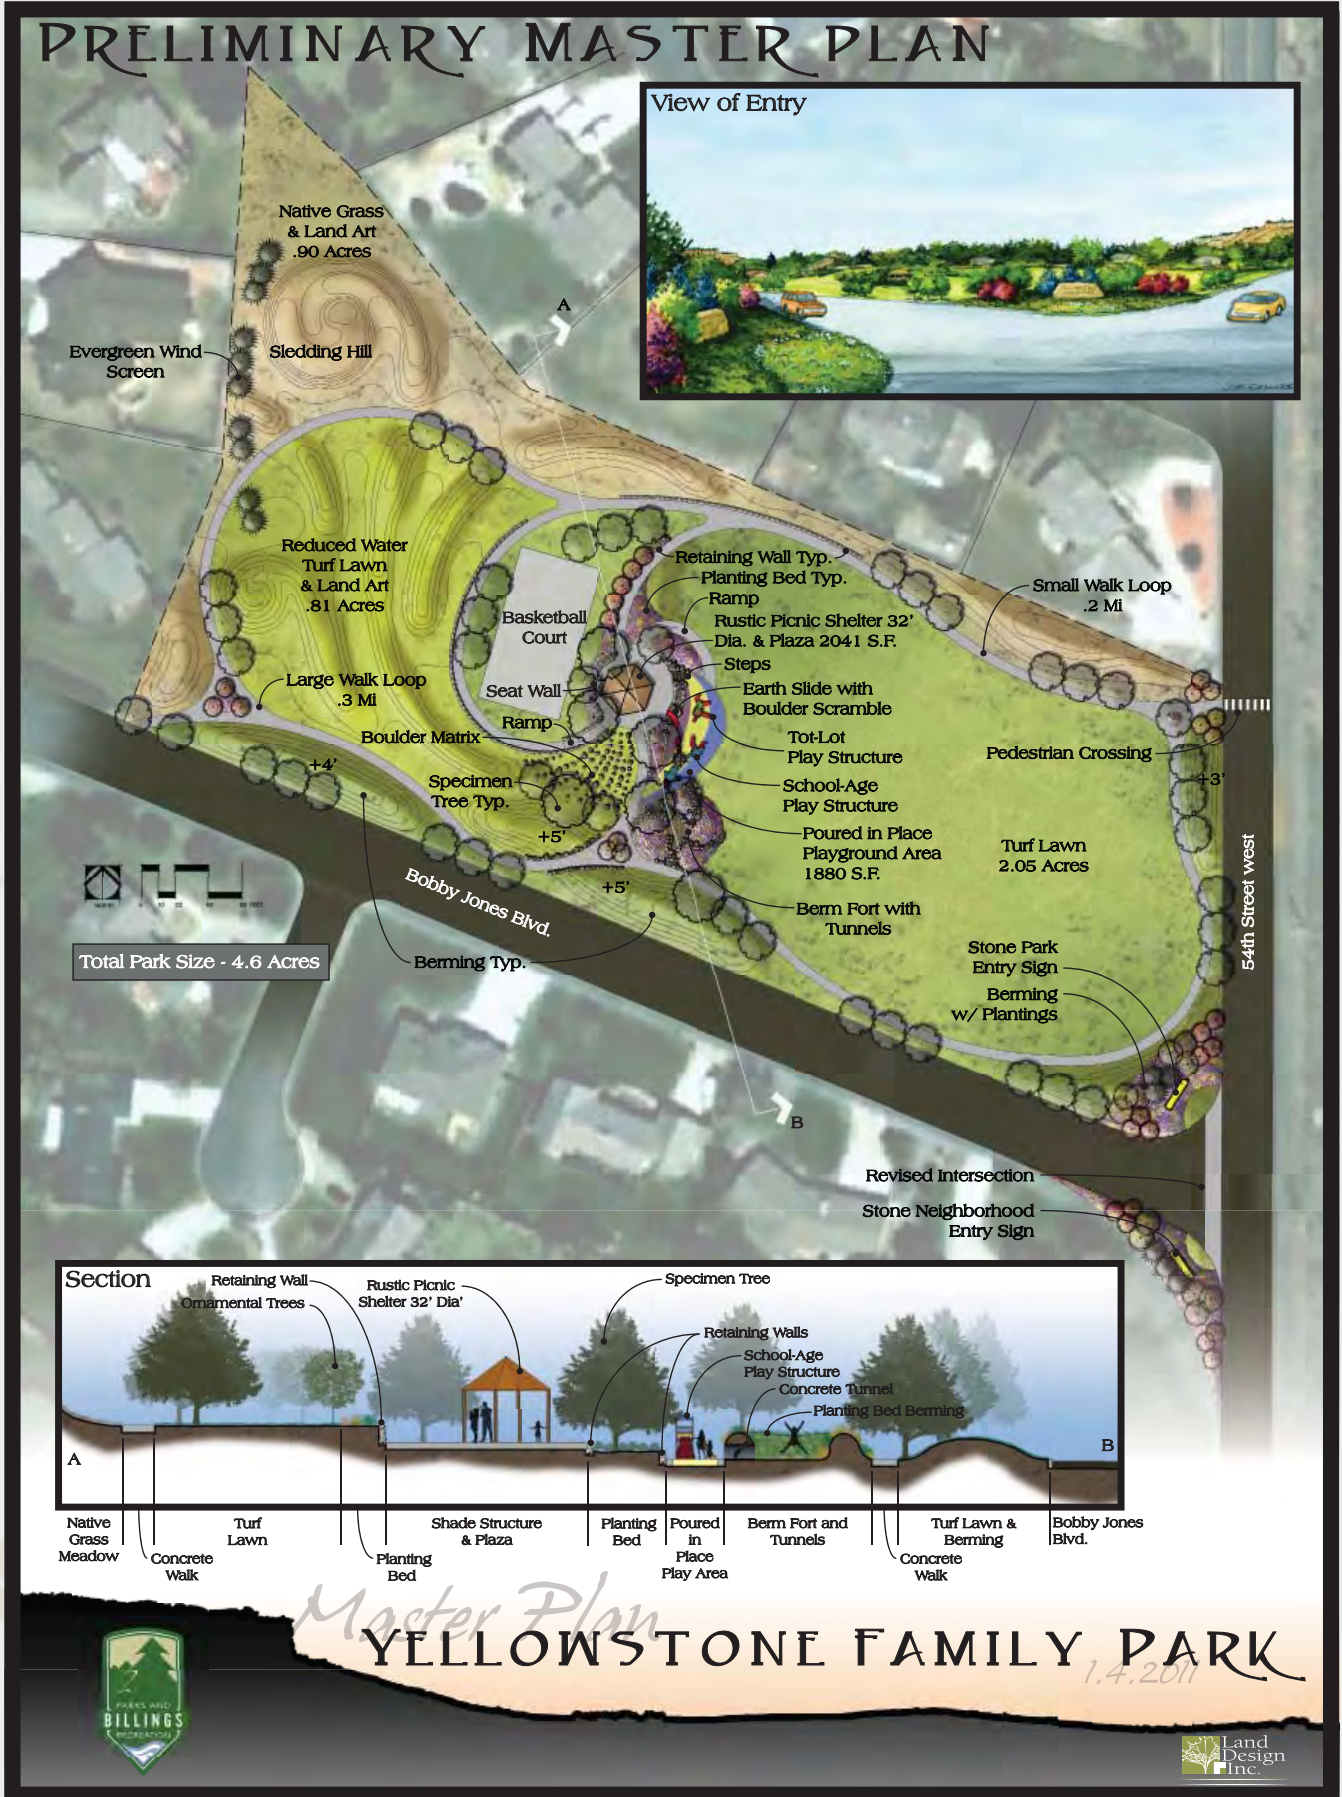 PRELIMINARY MASTER PLAN
View of Entry
Native Grass
& Land Art
.90 Acres
A
Evergreen Wind
Screen
Sledding Hill
Reduced Water
Turf Lawn
& Land Art
.81 Acres
Basketball
Court
Retaining Wall Typ.
Planting Bed Typ.
Ramp
Rustic Picnic Shelter 32'
Dia. & Plaza 2041 S.F.
Steps
Small Walk Loop
.2 Mi
Large Walk Loop
.3 Mi
Seat Wall
Earth Slide with
Boulder Scramble
Ramp
Boulder Matrix
Tot-Lot
Play Structure
Pedestrian Crossing
+4'
Specimen
Tree Typ.
School-Age
Play Structure
+3'
+5'
Poured in Place
Playground Area
1880 S.F.
Turf Lawn
2.05 Acres
+5'
Bobby Jones Blvd.
54th Street west
Berm Fort with
Tunnels
Total Park Size - 4.6 Acres
Berming Typ.
Stone Park
Entry Sign
Berming
w/ Plantings
B
Revised Intersection
Stone Neighborhood
Entry Sign
Section
Retaining Wall
Ornamental Trees
Rustic Picnic
Shelter 32' Dia'
Specimen Tree
Retaining Walls
School-Age
Play Structure
Concrete Tunnel
Planting Bed Berming
A
B
Native
Grass
Meadow
Concrete
Walk
Turf
Lawn
Planting
Bed
Shade Structure
& Plaza
Planting
Bed
Poured
in
Place
Play Area
Berm Fort and
Tunnels
Concrete
Walk
Turf Lawn &
Berming
Bobby Jones
Blvd.
Master Plan
YELLOWSTONE FAMILY PARK
1.4.2011
PARKS AND
BILLINGS
RECREATION
Land
Design
Inc.